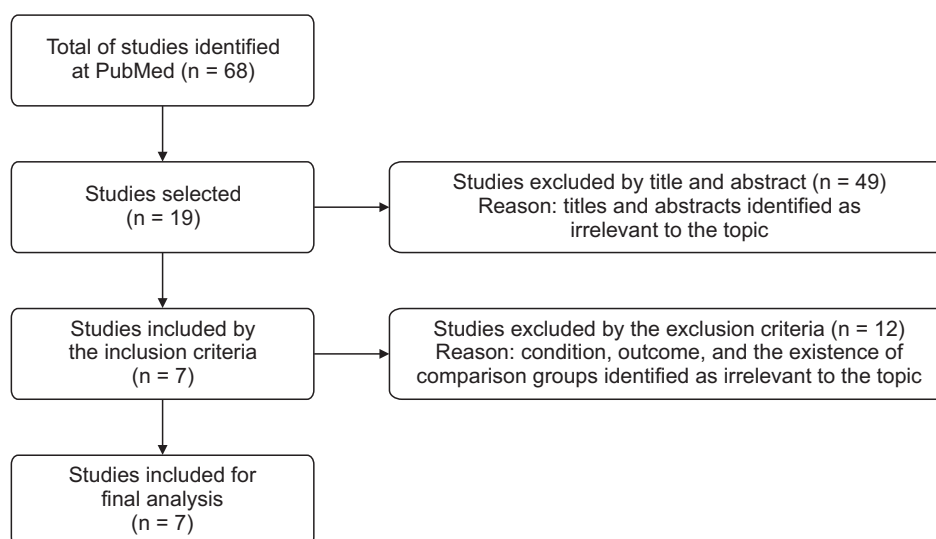 Total of studies identified
at PubMed (n = 68)
Studies selected
(n = 19)
Studies excluded by title and abstract (n = 49)
Reason: titles and abstracts identified as
irrelevant to the topic
Studies included by
the inclusion criteria
(n = 7)
Studies excluded by the exclusion criteria (n = 12)
Reason: condition, outcome, and the existence of
comparison groups identified as irrelevant to the topic
Studies included for
final analysis
(n = 7)